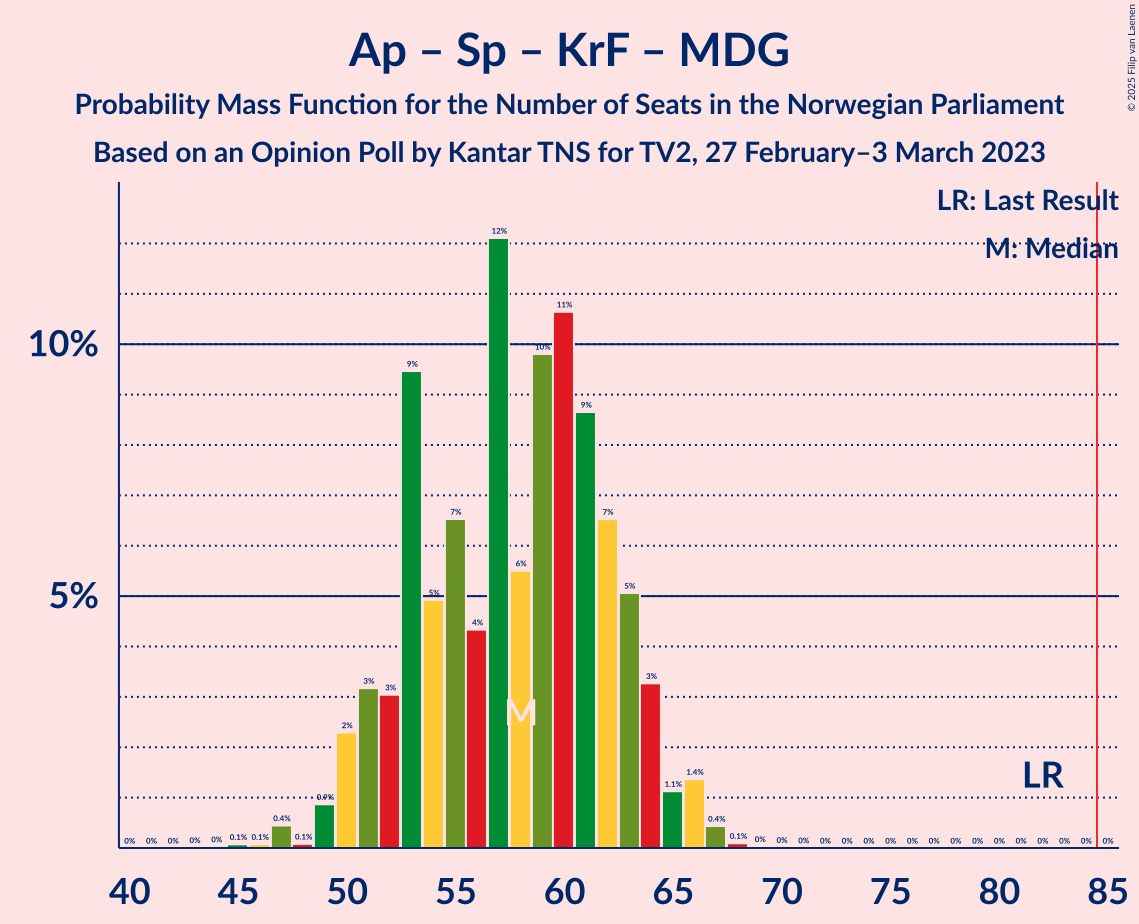 © 2025 Filip van Laenen
Ap – Sp – KrF – MDG
Probability Mass Function for the Number of Seats in the Norwegian Parliament
Based on an Opinion Poll by Kantar TNS for TV2, 27 February–3 March 2023
LR: Last Result
M: Median
10%
5%
0% 0% 0% 0% 0% 0.1% 0.1% 0.4% 0.1% 0.9% 2% 3% 3% 9% 5% 7% 4% 12% 6% 10% 11% 9% 7% 5% 3% 1.1% 1.4% 0.4% 0.1% 0% 0% 0% 0% 0% 0% 0% 0% 0% 0% 0% 0% 0% 0% 0% 0% 0%
M
LR
40 45 50 55 60 65 70 75 80 85